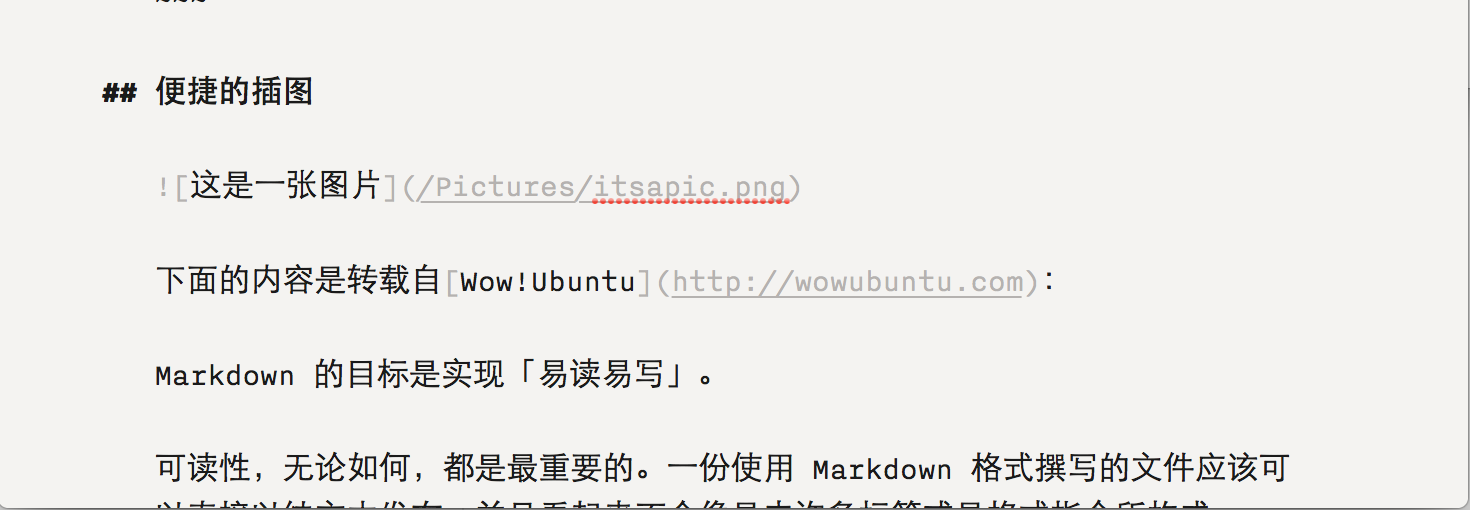 ## 便捷的插图
![这是一张图片](/Pictures/itsapic.png)
下面的内容是转载自[Wow!Ubuntu](http://wowubuntu.com)：
Markdown 的目标是实现「易读易写」。
可读性，无论如何，都是最重要的。一份使用 Markdown 格式撰写的文件应该可